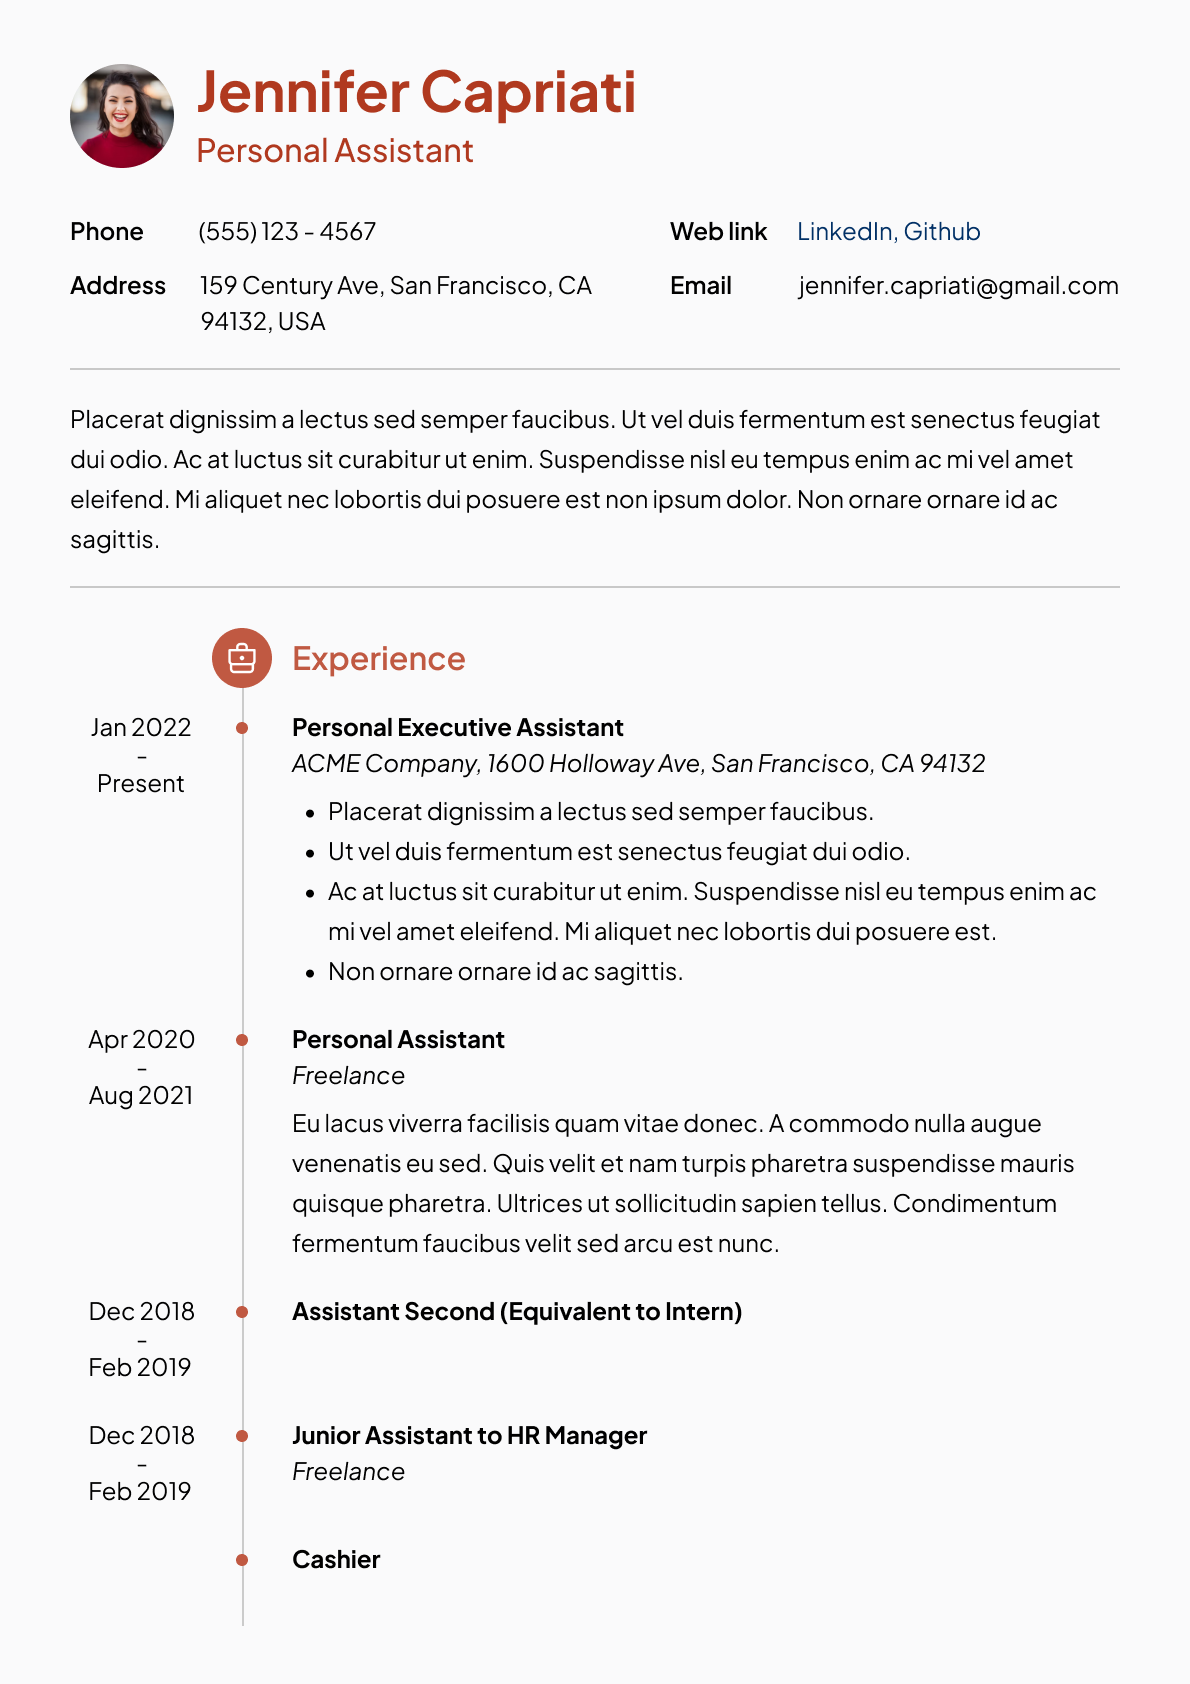 Jennifer Capriati
Personal Assistant
Phone (555) 123 - 4567
Web link LinkedIn, Github
Address 159 Century Ave, San Francisco, CA
94132, USA
Email jennifer.capriati@gmail.com
Placerat dignissim a lectus sed semper faucibus. Ut vel duis fermentum est senectus feugiat
dui odio. Ac at luctus sit curabitur ut enim. Suspendisse nisl eu tempus enim ac mi vel amet
eleifend. Mi aliquet nec lobortis dui posuere est non ipsum dolor. Non ornare ornare id ac
sagittis.
Experience
Jan 2022
-
Present
Personal Executive Assistant
ACME Company, 1600 Holloway Ave, San Francisco, CA 94132
• Placerat dignissim a lectus sed semper faucibus.
• Ut vel duis fermentum est senectus feugiat dui odio.
• Ac at luctus sit curabitur ut enim. Suspendisse nisl eu tempus enim ac
mi vel amet eleifend. Mi aliquet nec lobortis dui posuere est.
• Non ornare ornare id ac sagittis.
Apr 2020
-
Aug 2021
Personal Assistant
Freelance
Eu lacus viverra facilisis quam vitae donec. A commodo nulla augue
venenatis eu sed. Quis velit et nam turpis pharetra suspendisse mauris
quisque pharetra. Ultrices ut sollicitudin sapien tellus. Condimentum
fermentum faucibus velit sed arcu est nunc.
Dec 2018
-
Feb 2019
Assistant Second (Equivalent to Intern)
Dec 2018
-
Feb 2019
Junior Assistant to HR Manager
Freelance
Cashier